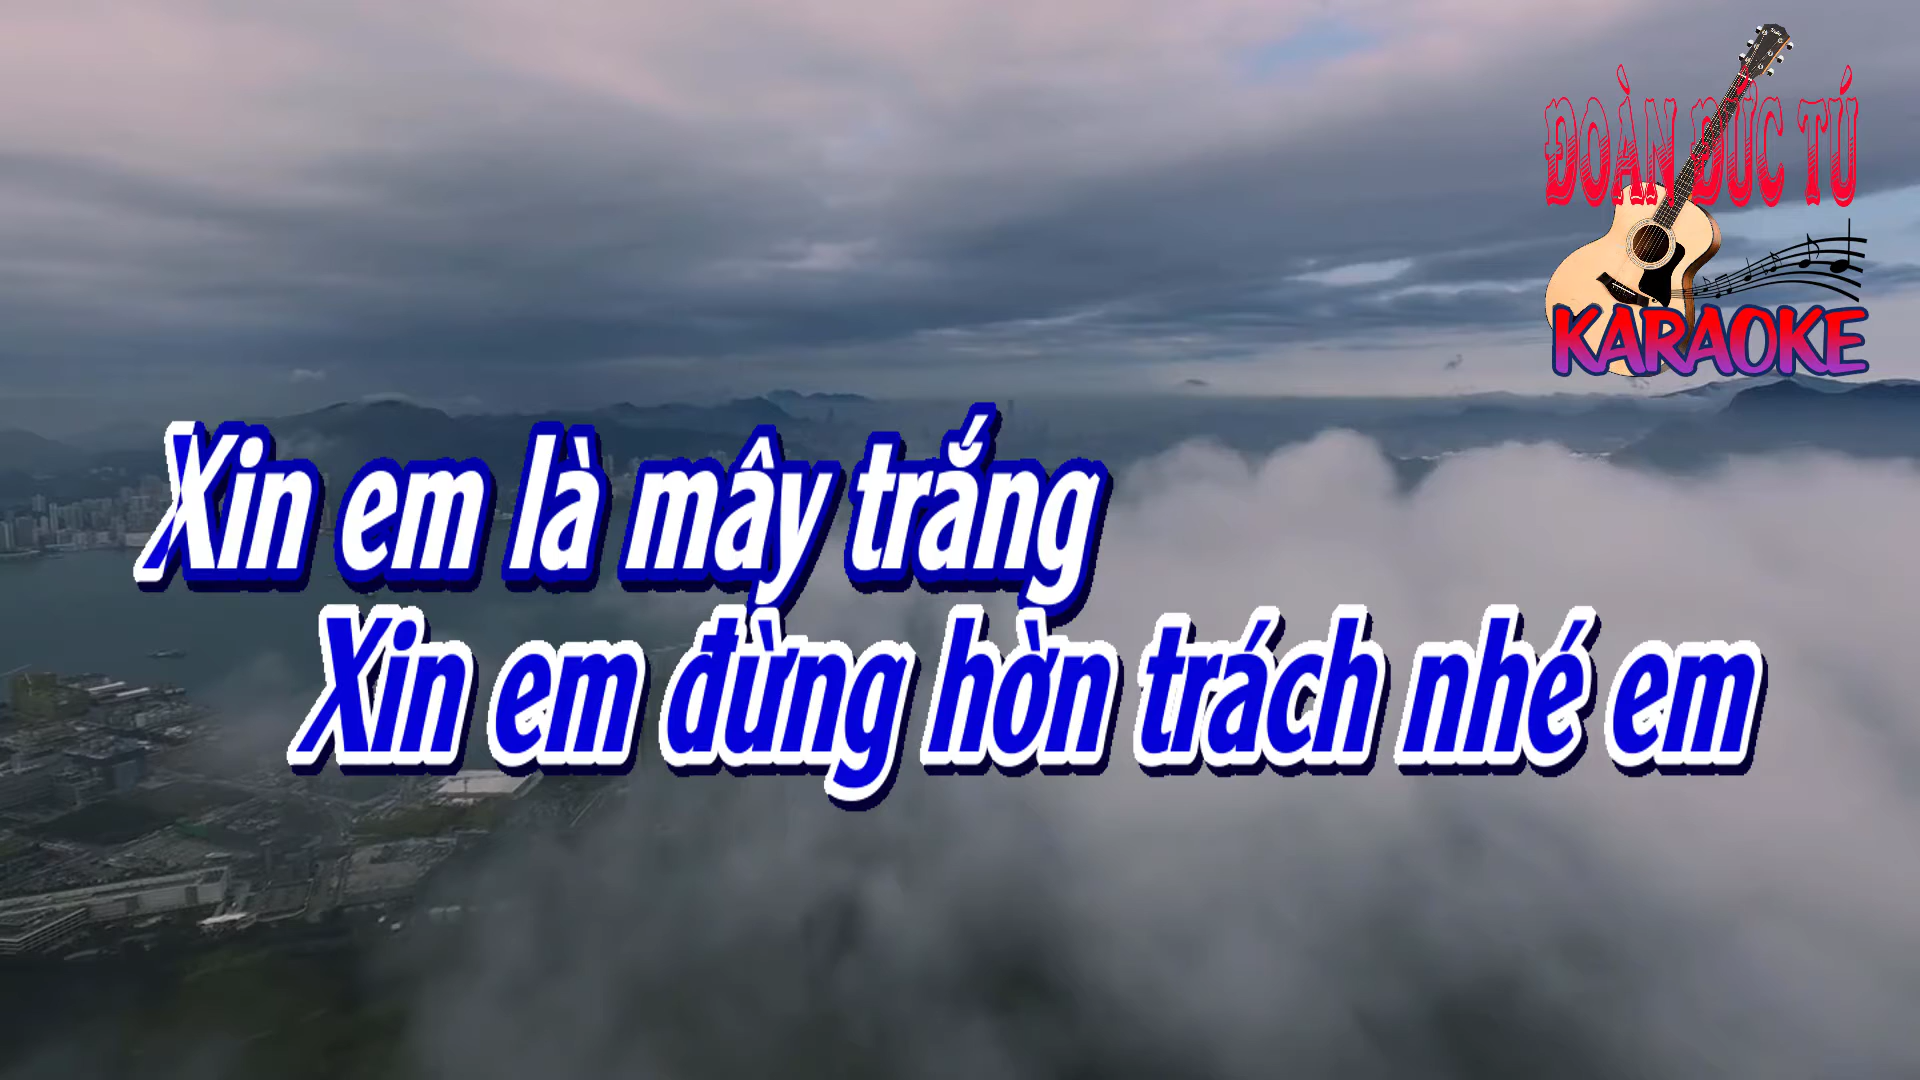 ĐOÀN ĐỨC TÚ
KARAOKE
Xin em là mây trắng
Xin em đừng hờn trách nhé em